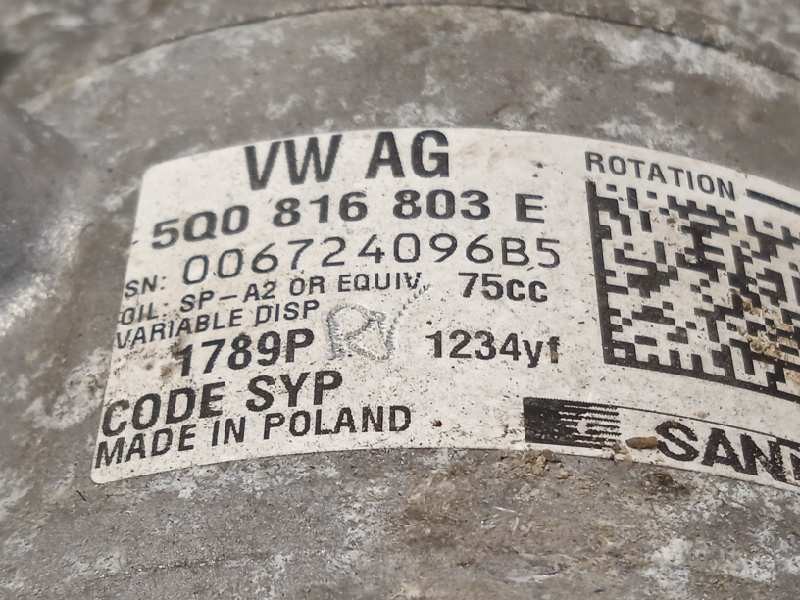 VW AG
5Q0 816 803 E
SN: 006724096B5
OIL: SP-A2 OR EQUIV. 75cc
VARIABLE DISP
1789P 1234yf
CODE SYP
MADE IN POLAND
ROTATION
SAND